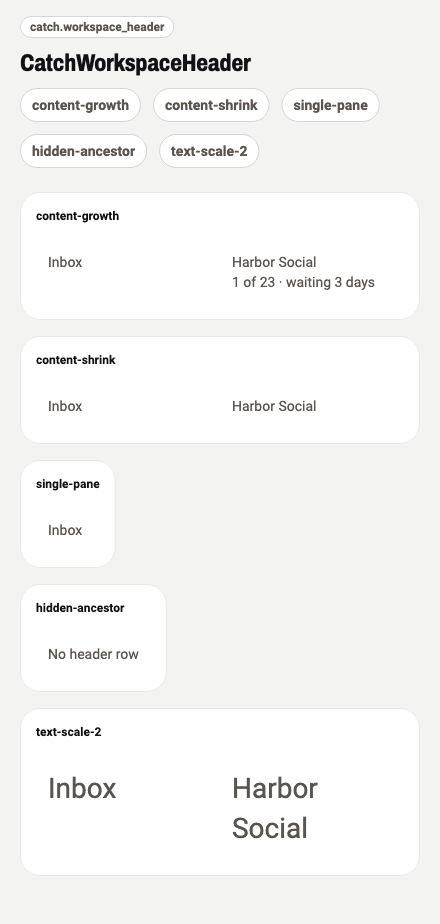 catch.workspace_header
CatchWorkspaceHeader
content-growth content-shrink single-pane
hidden-ancestor text-scale-2
content-growth
Inbox Harbor Social
1 of 23 · waiting 3 days
content-shrink
Inbox Harbor Social
single-pane
Inbox
hidden-ancestor
No header row
text-scale-2
Inbox Harbor
Social